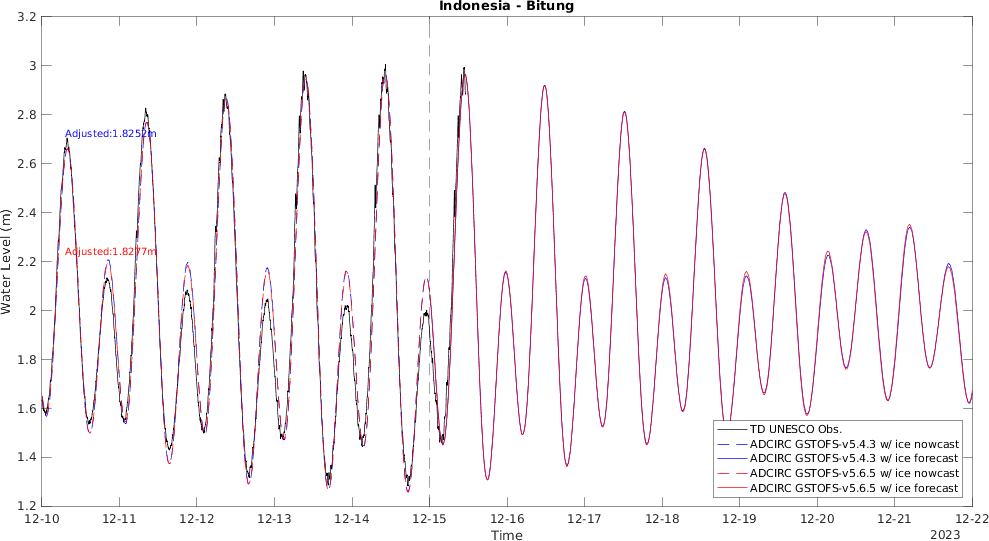 Indonesia - Bitung
3.2
3
2.8
2.6
2.4
2.2
2
1.8
1.6
1.4
1.2
Water Level (m)
Adjusted:1.8252m
Adjusted:1.8277m
TD UNESCO Obs.
ADCIRC GSTOFS-v5.4.3 w/ ice nowcast
ADCIRC GSTOFS-v5.4.3 w/ ice forecast
ADCIRC GSTOFS-v5.6.5 w/ ice nowcast
ADCIRC GSTOFS-v5.6.5 w/ ice forecast
12-10 12-11 12-12 12-13 12-14 12-15 12-16 12-17 12-18 12-19 12-20 12-21 12-22
Time
2023